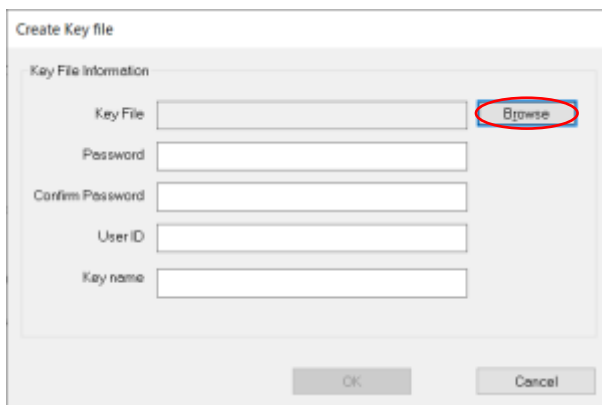 Create Key file
Key File Information
Key File
Browse
Password
Confirm Password
User ID
Key name
OK
Cancel